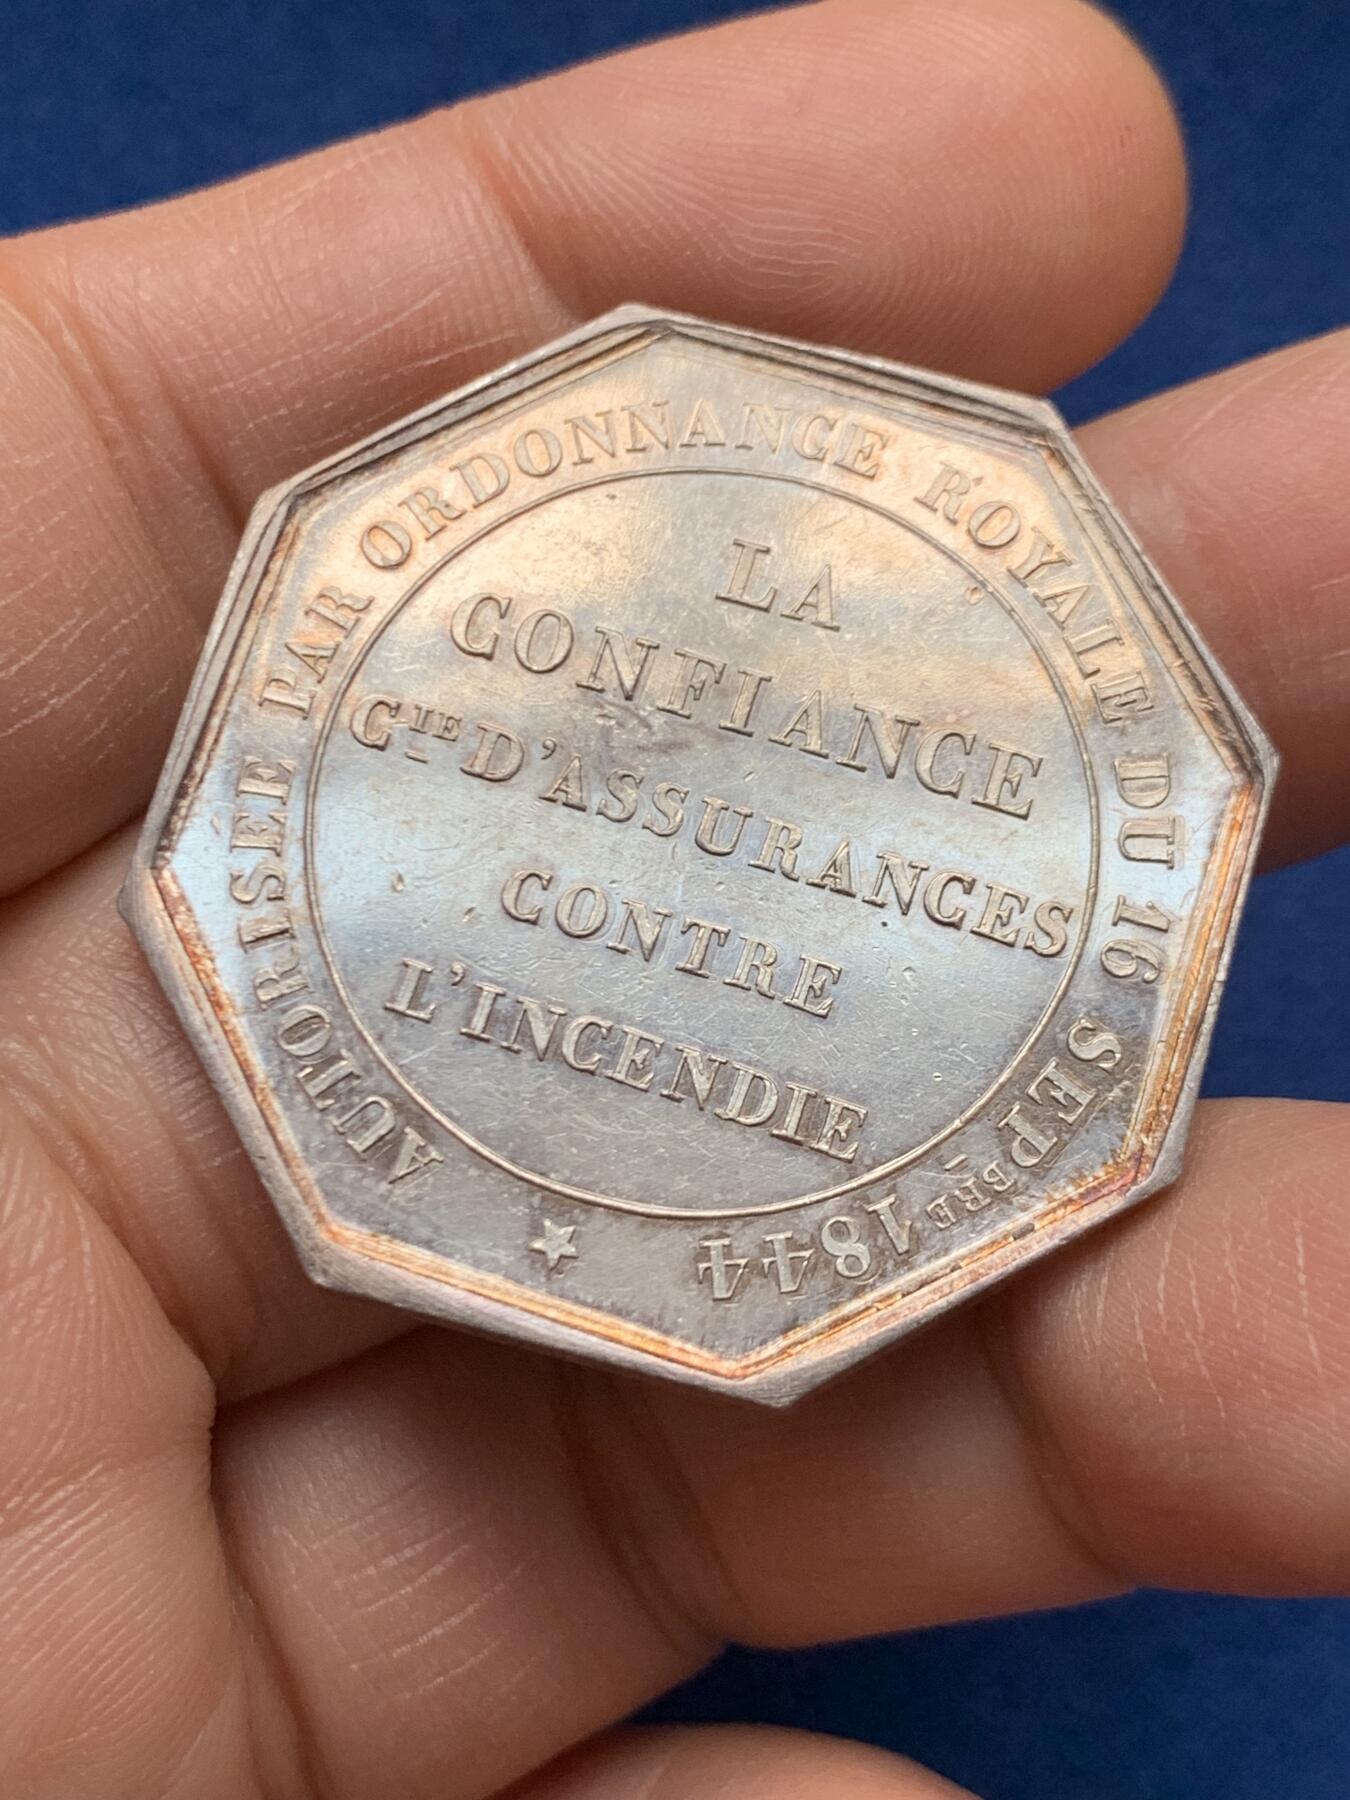 AUTORISÉE PAR ORDONNANCE ROYALE DU 16 SEPBRE 1844
LA
CONFIANCE
CIE D'ASSURANCES
CONTRE
L'INCENDIE